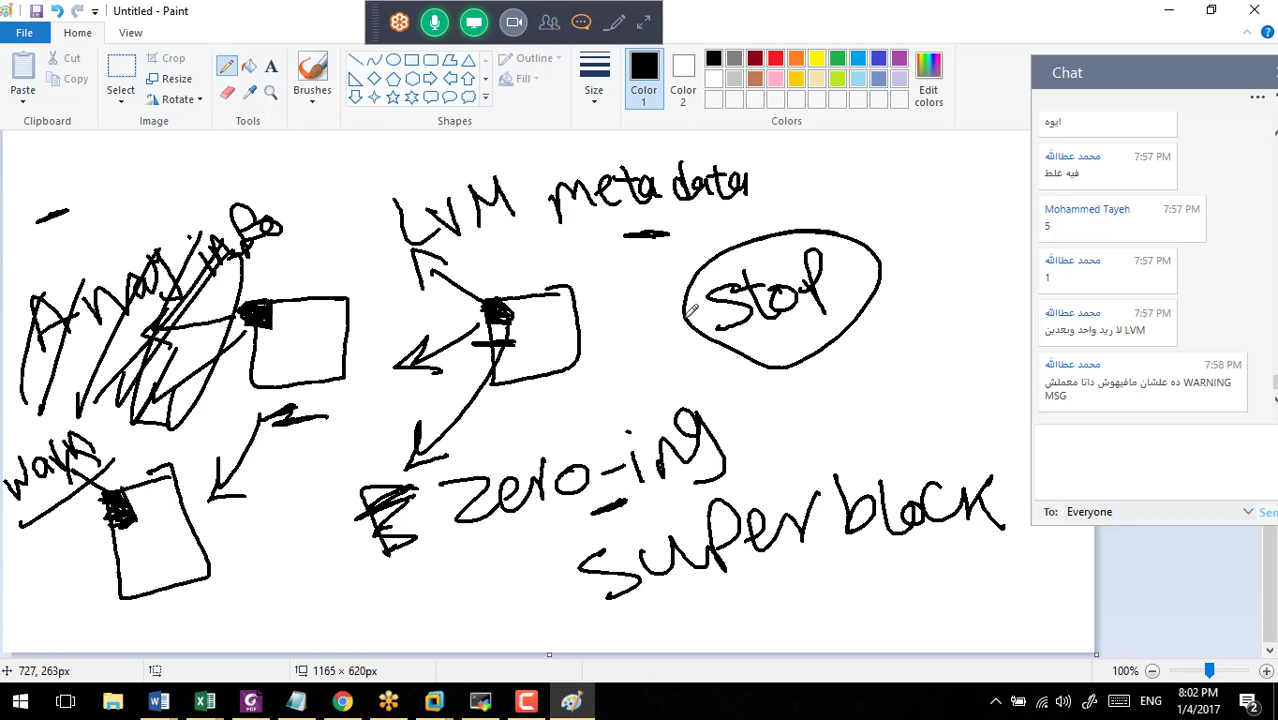 Untitled - Paint
File
Home
View
Paste
Cut
Copy
Clipboard
Select
Crop
Resize
Rotate
Image
A
Tools
Brushes
Shapes
Outline
Fill
Size
Color 1
Color 2
Edit colors
Colors
LVM metadata
stop
info
zero-ing
super block
Chat
ايوه
محمد عطاالله 7:57 PM
فيه غلط
Mohammed Tayeh 7:57 PM
5
محمد عطاالله 7:57 PM
1
محمد عطاالله 7:57 PM
لا ريد واحد وبعدين LVM
محمد عطاالله 7:58 PM
ده علشان مافيهوش داتا معملش WARNING
MSG
To: Everyone
Sen
727, 263px
1165 × 620px
100%
ENG
8:02 PM
1/4/2017
2